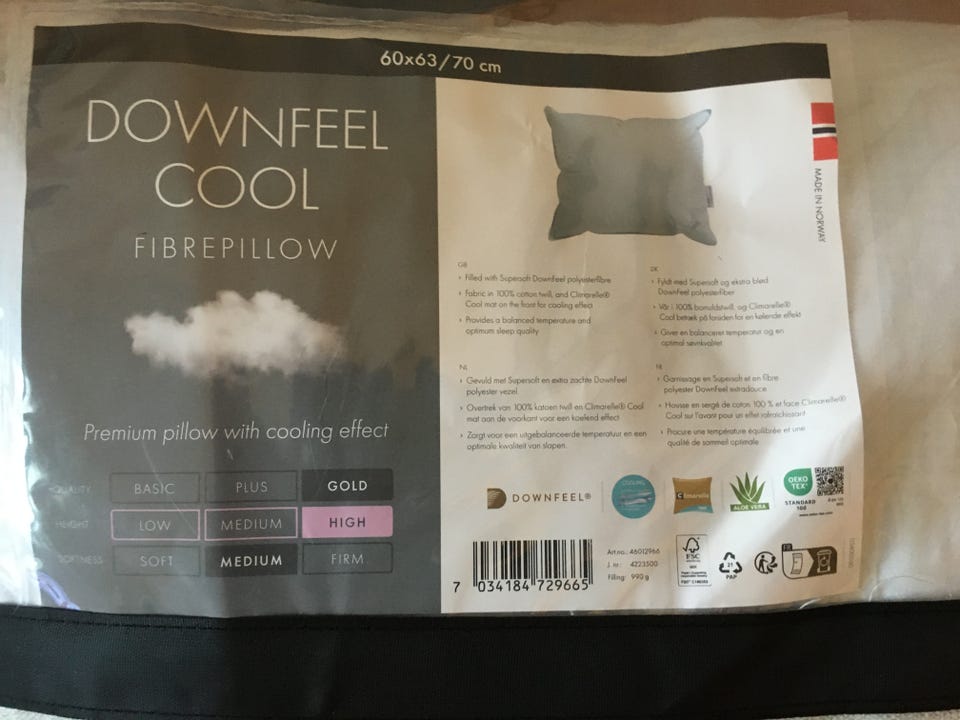 60x63/70 cm
DOWNFEEL
COOL
FIBREPILLOW
Premium pillow with cooling effect
QUALITY BASIC PLUS GOLD
HEIGHT LOW MEDIUM HIGH
SOFTNESS SOFT MEDIUM FIRM
MADE IN NORWAY
GB
› Filled with Supersoft DownFeel polyesterfibre
› Fabric in 100% cotton twill, and Climarelle®
Cool mat on the front for cooling effect
› Provides a balanced temperature and
optimum sleep quality
DK
› Fyldt med Supersoft og ekstra blød
DownFeel polyesterfiber
› Vår i 100% bomuldstwill, og Climarelle®
Cool betræk på forsiden for en kølende effekt
› Giver en balanceret temperatur og en
optimal søvnkvalitet
NL
› Gevuld met Supersoft en extra zachte DownFeel
polyester vezel
› Overtrek van 100% katoen twill en Climarelle® Cool
mat aan de voorkant voor een koelend effect
› Zorgt voor een uitgebalanceerde temperatuur en een
optimale kwaliteit van slapen.
› Garnissage en Supersoft et en fibre
polyester DownFeel extradouce
› Housse en sergé de coton 100 % et face Climarelle®
Cool sur l'avant pour un effet rafraichissant
› Procure une température équilibrée et une
qualité de sommeil optimale
DOWNFEEL®
COOLING
Climarelle
ALOE VERA
OEKO
TEX®
STANDARD
100
7 034184 729665
Art.no.: 46012966
J. nr.: 4223500
Filling: 990 g
FSC
21
PAP
FR